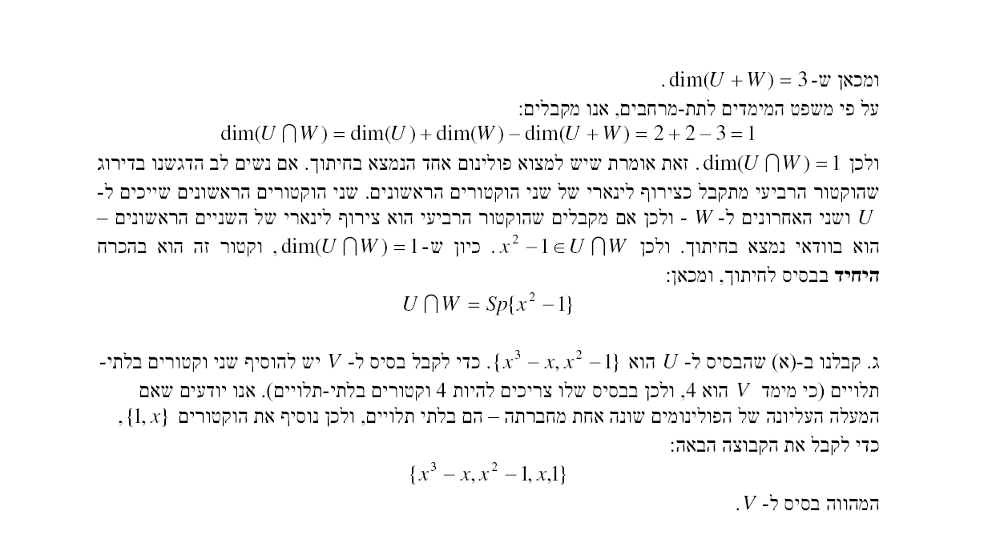 ומכאן ש-dim(U + W) = 3.
על פי משפט המימדים לתת-מרחבים, אנו מקבלים:
dim(U ⋂ W) = dim(U) + dim(W) − dim(U + W) = 2 + 2 − 3 = 1
ולכן dim(U ⋂ W) = 1. זאת אומרת שיש למצוא פולינום אחד הנמצא בחיתוך. אם נשים לב הדגשנו בדירוג
שהוקטור הרביעי מתקבל כצירוף לינארי של שני הוקטורים הראשונים. שני הוקטורים הראשונים שייכים ל-
U ושני האחרונים ל- W - ולכן אם מקבלים שהוקטור הרביעי הוא צירוף לינארי של השניים הראשונים –
הוא בוודאי נמצא בחיתוך. ולכן x² − 1 ∈ U ⋂ W. כיון ש-dim(U ⋂ W) = 1, וקטור זה הוא בהכרח
היחיד בבסיס לחיתוך, ומכאן:
U ⋂ W = Sp{x² − 1}
ג. קבלנו ב-(א) שהבסיס ל- U הוא {x³ − x, x² − 1}. כדי לקבל בסיס ל- V יש להוסיף שני וקטורים בלתי-
תלויים (כי מימד V הוא 4, ולכן בבסיס שלו צריכים להיות 4 וקטורים בלתי-תלויים). אנו יודעים שאם
המעלה העליונה של הפולינומים שונה אחת מחברתה – הם בלתי תלויים, ולכן נוסיף את הוקטורים {1, x},
כדי לקבל את הקבוצה הבאה:
{x³ − x, x² − 1, x,1}
המהווה בסיס ל- V.